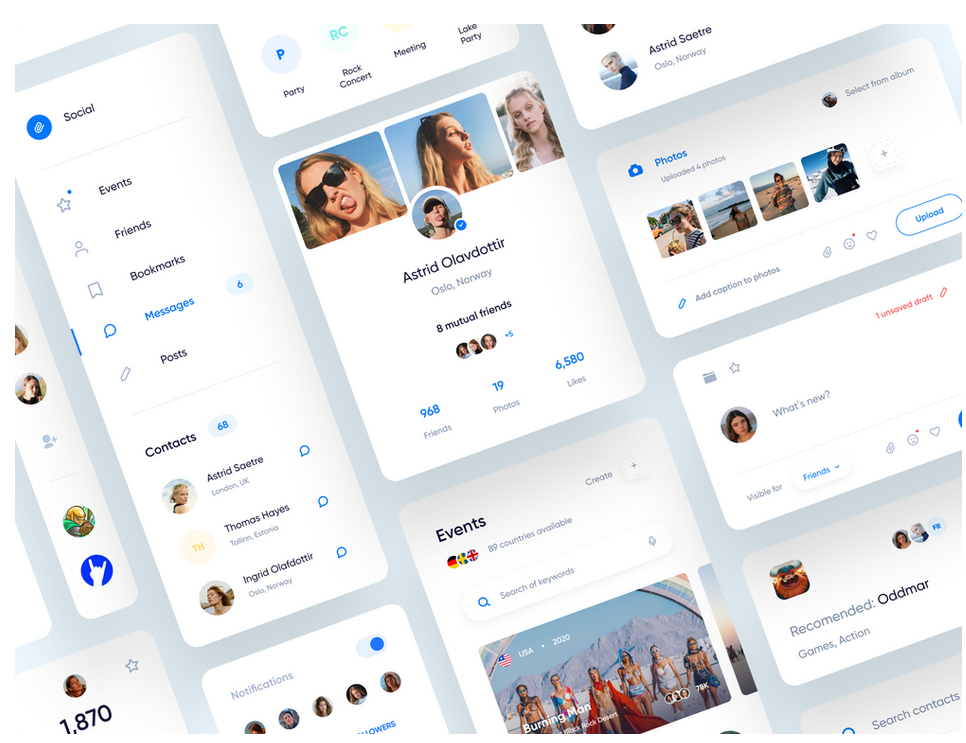 Social
Events
Friends
Bookmarks
Messages
6
Posts
Contacts
68
Astrid Saetre
London, UK
TH
Thomas Hayes
Tallinn, Estonia
Ingrid Olafdottir
Oslo, Norway
1,870
P
Party
RC
Rock
Concert
Meeting
Lake
Party
Astrid Olavdottir
Oslo, Norway
8 mutual friends
+5
968
Friends
19
Photos
6,580
Likes
Notifications
Create
+
Events
89 countries available
Search of keywords
USA • 2020
Burning Man
Black Rock Desert
78K
Astrid Saetre
Oslo, Norway
Select from album
Photos
Uploaded 4 photos
+
Add caption to photos
Upload
1 unsaved draft
What's new?
Visible for
Friends
FR
Recomended: Oddmar
Games, Action
Search contacts